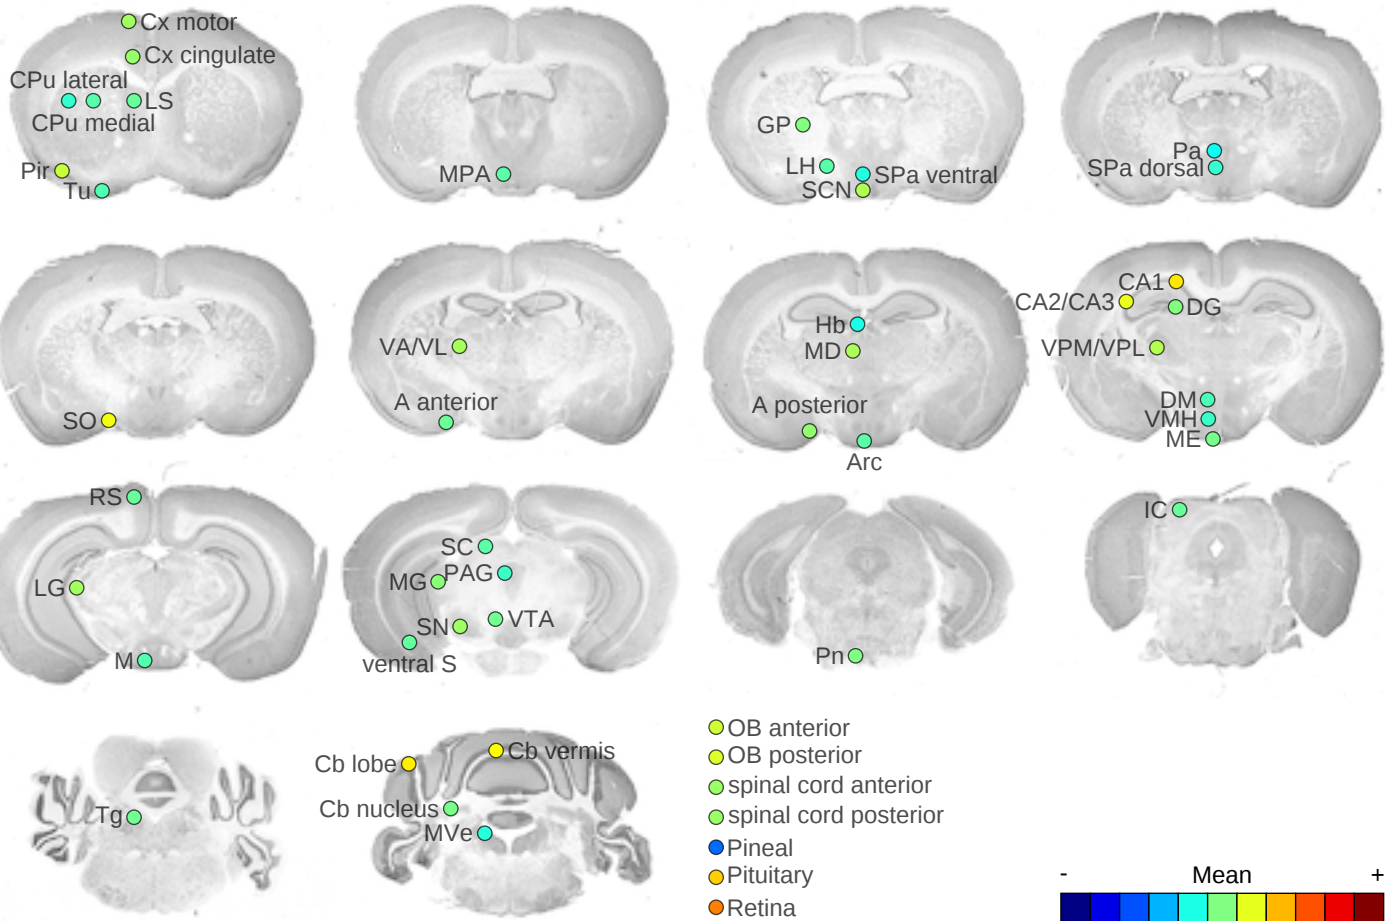 Cx motor
Cx cingulate
CPu lateral
LS
CPu medial
Pir
Tu
MPA
GP
LH
SPa ventral
SCN
Pa
SPa dorsal
SO
VA/VL
A anterior
Hb
MD
A posterior
Arc
CA1
CA2/CA3
DG
VPM/VPL
DM
VMH
ME
RS
LG
M
SC
PAG
MG
SN
VTA
ventral S
Pn
IC
Tg
Cb lobe
Cb vermis
Cb nucleus
MVe
OB anterior
OB posterior
spinal cord anterior
spinal cord posterior
Pineal
Pituitary
Retina
- Mean +